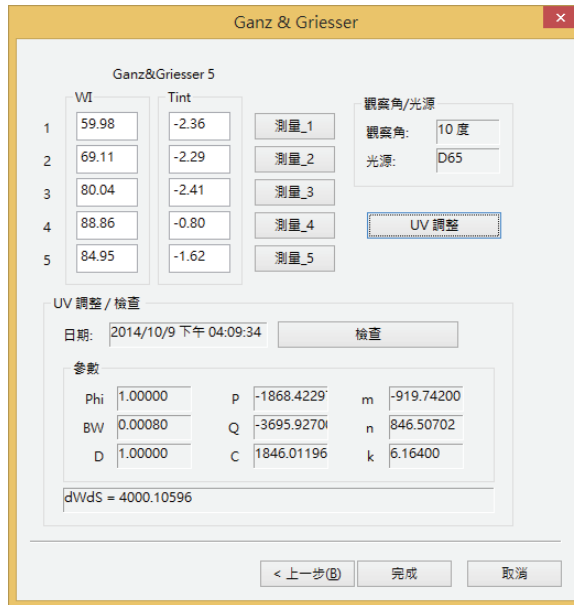 Ganz & Griesser
×
Ganz&Griesser 5
WI Tint
1 59.98 -2.36 測量_1
2 69.11 -2.29 測量_2
3 80.04 -2.41 測量_3
4 88.86 -0.80 測量_4
5 84.95 -1.62 測量_5
觀察角/光源
觀察角: 10 度
光源: D65
UV 調整
UV 調整 / 檢查
日期: 2014/10/9 下午 04:09:34 檢查
參數
Phi 1.00000 P -1868.4229 m -919.74200
BW 0.00080 Q -3695.9270 n 846.50702
D 1.00000 C 1846.01196 k 6.16400
dWdS = 4000.10596
< 上一步(B) 完成 取消